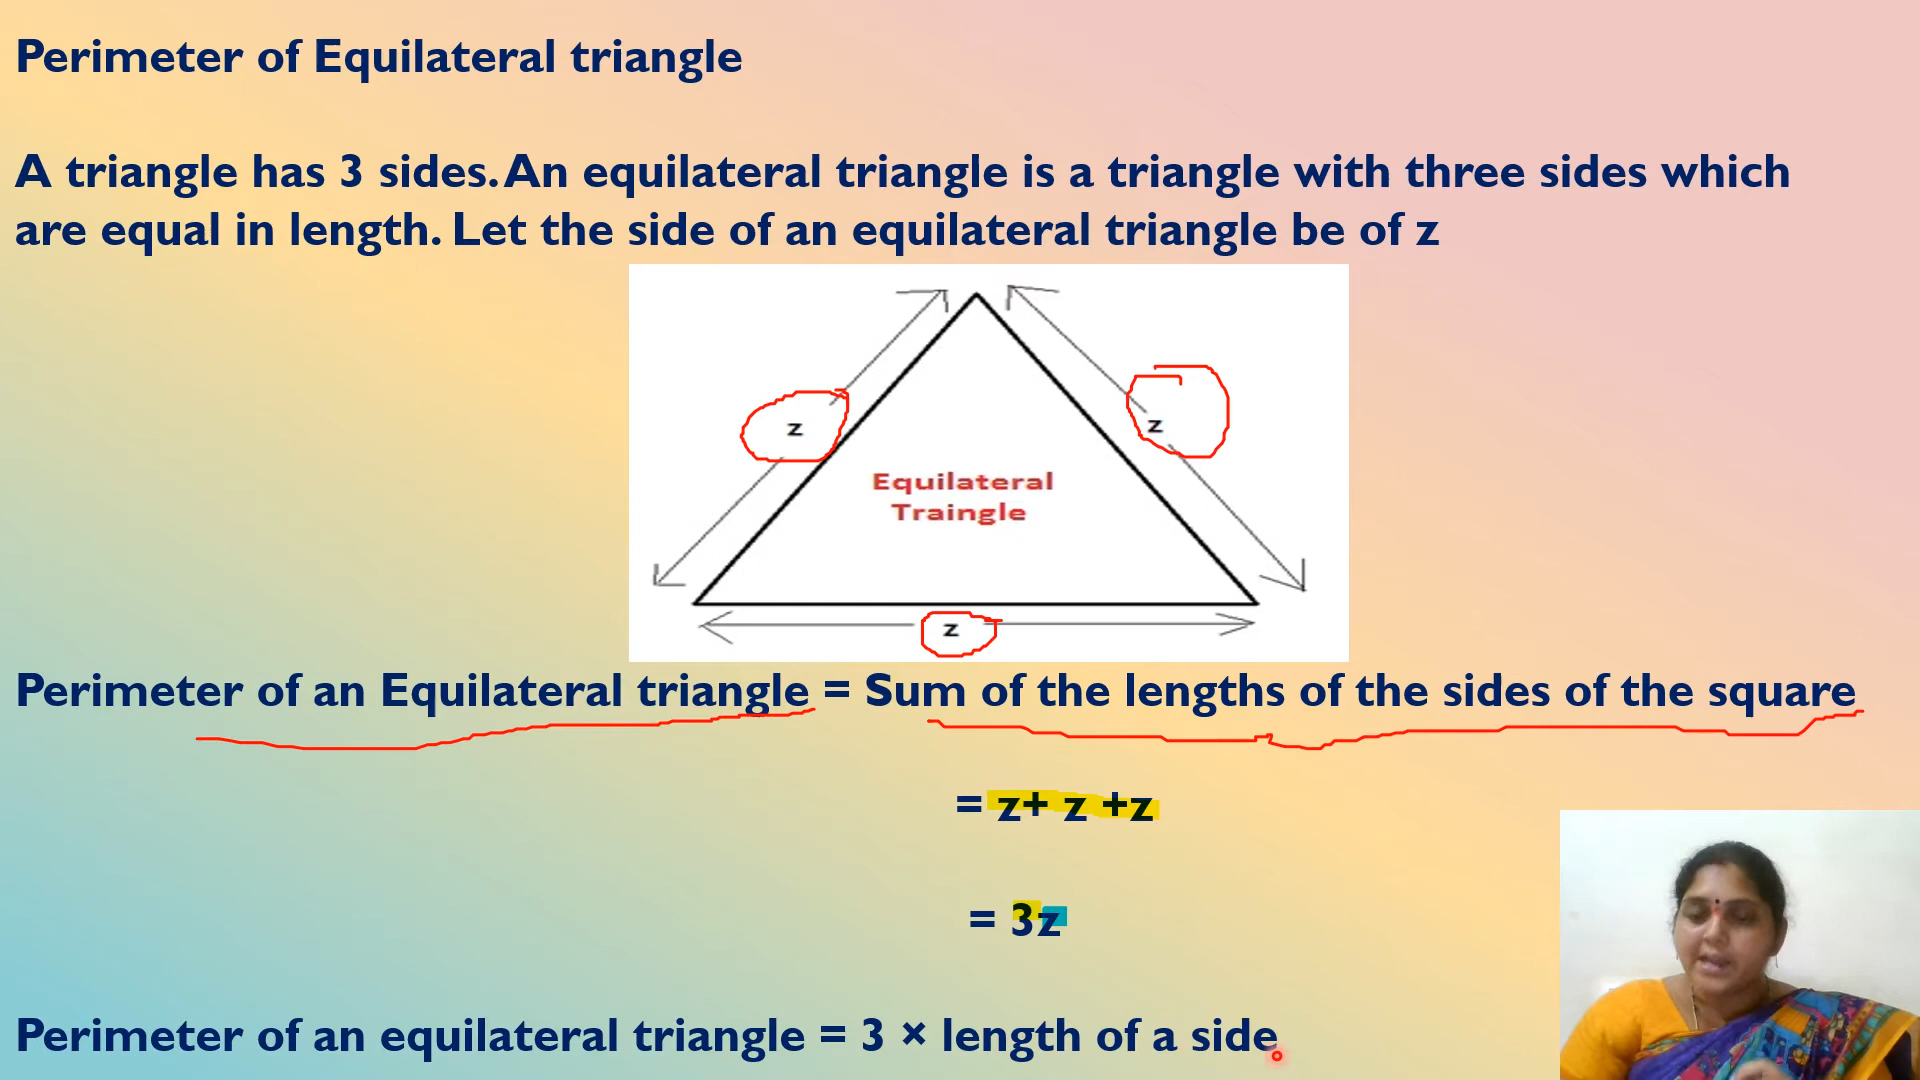 Perimeter of Equilateral triangle
A triangle has 3 sides. An equilateral triangle is a triangle with three sides which
are equal in length. Let the side of an equilateral triangle be of z
z
z
Equilateral
Traingle
z
Perimeter of an Equilateral triangle = Sum of the lengths of the sides of the square
= z+ z +z
= 3z
Perimeter of an equilateral triangle = 3 × length of a side